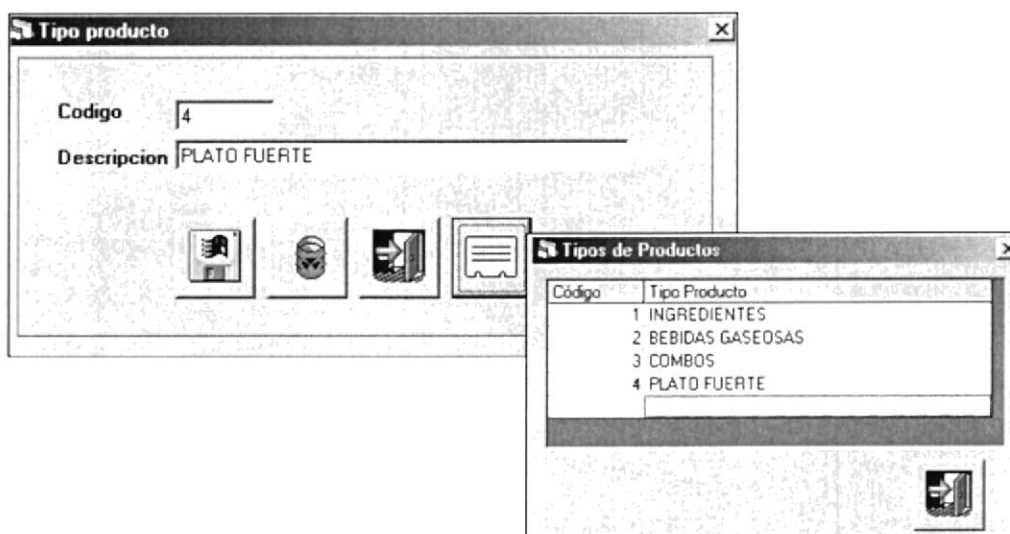 Tipo producto
Codigo 4
Descripcion PLATO FUERTE
Tipos de Productos
Código Tipo Producto
1 INGREDIENTES
2 BEBIDAS GASEOSAS
3 COMBOS
4 PLATO FUERTE